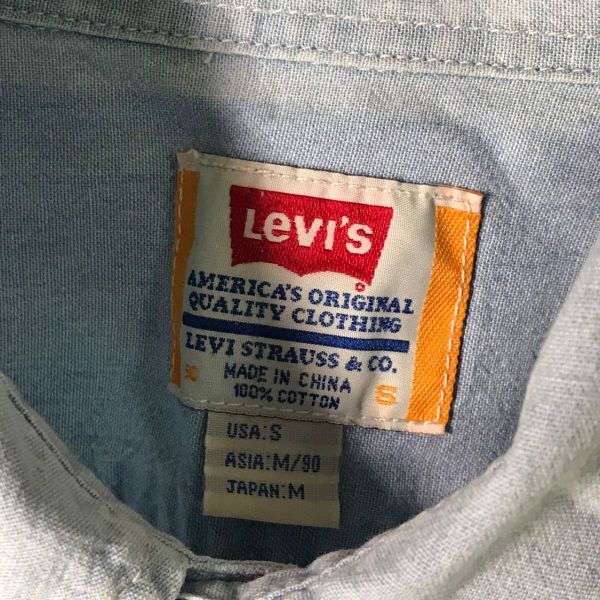 Levi's
®
AMERICA'S ORIGINAL
QUALITY CLOTHING
LEVI STRAUSS & CO.
MADE IN CHINA
100% COTTON
S
USA: S
ASIA: M/90
JAPAN: M